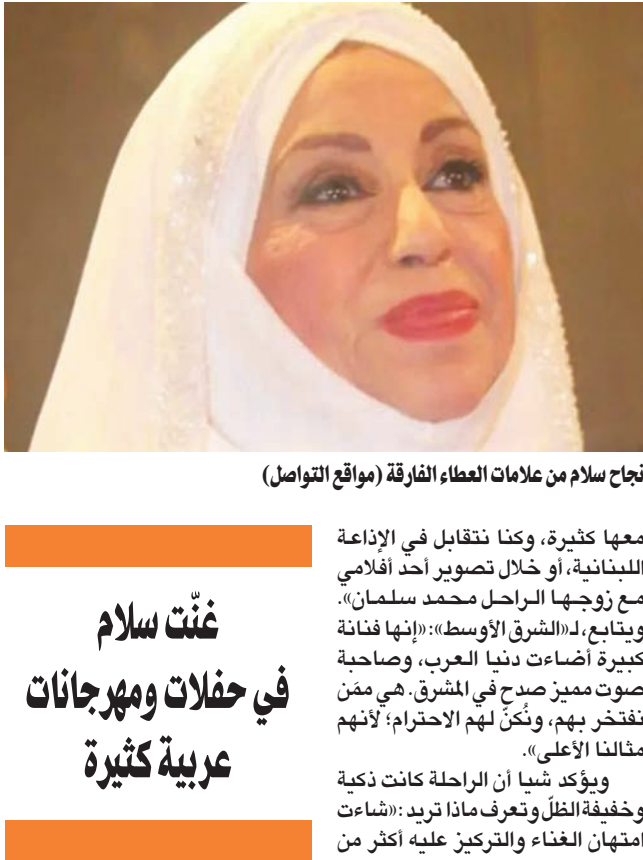 نجاح سلام من علامات العطاء الفارقة (مواقع التواصل)
معها كثيرة، وكنا نتقابل في الإذاعة
اللبنانية، أو خلال تصوير أحد أفلامي
مع زوجها الراحل محمد سلمان».
ويتابع، لـ«الشرق الأوسط»: «إنها فنانة
كبيرة أضاءت دنيا العرب، وصاحبة
صوت مميز صدح في المشرق. هي ممَن
نفتخر بهم، ونُكنّ لهم الاحترام؛ لأنهم
مثالنا الأعلى».
ويؤكد شيا أن الراحلة كانت ذكية
وخفيفة الظلّ وتعرف ماذا تريد: «شاءت
امتهان الغناء والتركيز عليه أكثر من
غنّت سلام
في حفلات ومهرجانات
عربية كثيرة